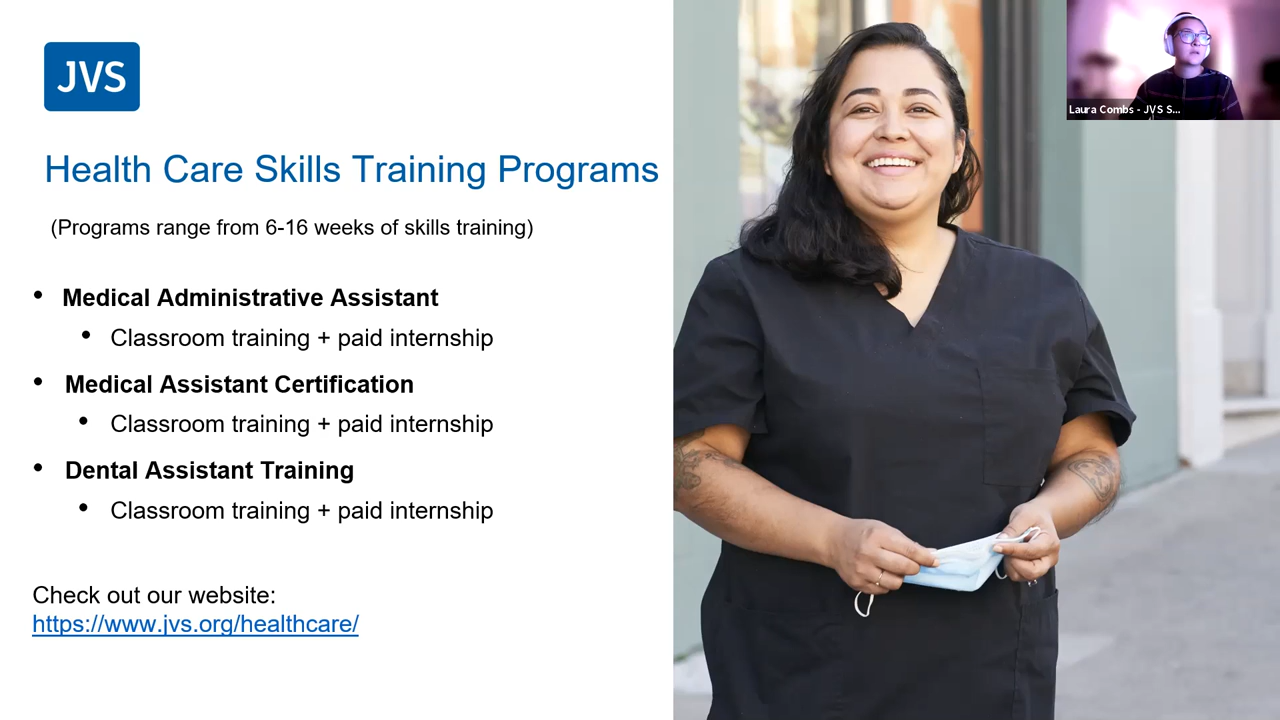 JVS
Health Care Skills Training Programs
(Programs range from 6-16 weeks of skills training)
• Medical Administrative Assistant
• Classroom training + paid internship
• Medical Assistant Certification
• Classroom training + paid internship
• Dental Assistant Training
• Classroom training + paid internship
Check out our website:
https://www.jvs.org/healthcare/
Laura Combs - JVS S...